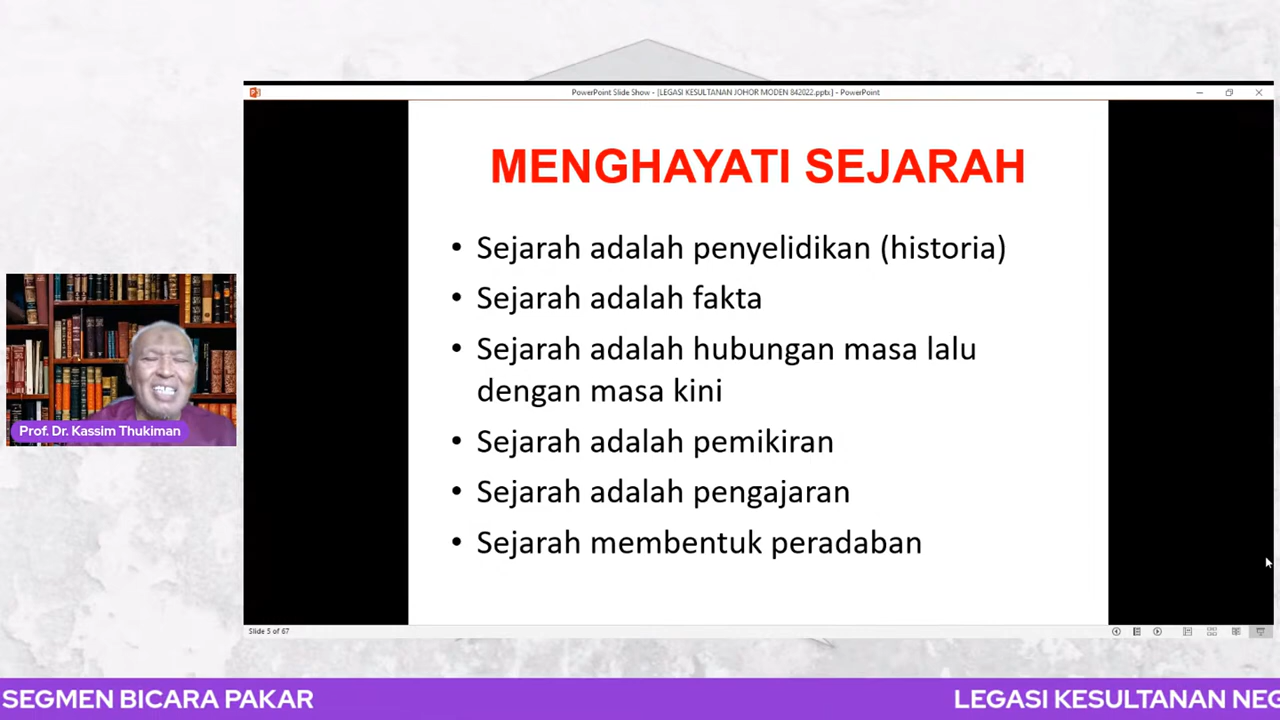 PowerPoint Slide Show - [LEGASI KESULTANAN JOHOR MODEN 842022.pptx] - PowerPoint
MENGHAYATI SEJARAH
• Sejarah adalah penyelidikan (historia)
• Sejarah adalah fakta
• Sejarah adalah hubungan masa lalu
dengan masa kini
• Sejarah adalah pemikiran
• Sejarah adalah pengajaran
• Sejarah membentuk peradaban
Prof. Dr. Kassim Thukiman
Slide 5 of 67
SEGMEN BICARA PAKAR
LEGASI KESULTANAN NEG